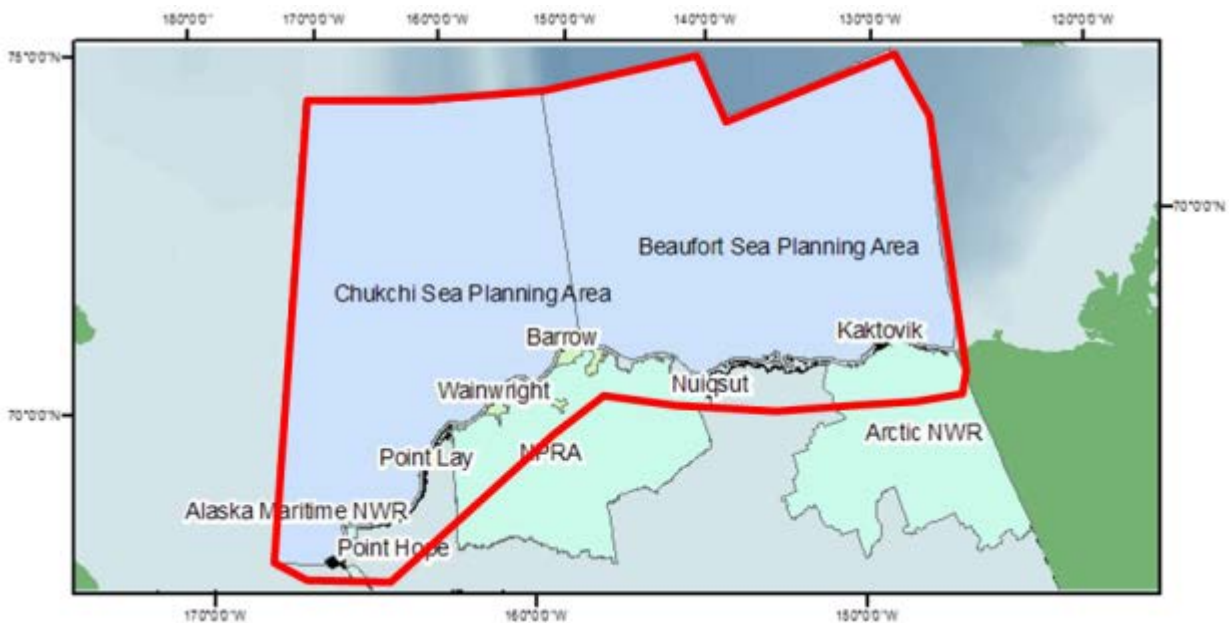 180°0'0"W 170°0'0"W 160°0'0"W 150°0'0"W 140°0'0"W 130°0'0"W 120°0'0"W
75°0'0"N
70°0'0"N
Beaufort Sea Planning Area
Chukchi Sea Planning Area
Barrow
Kaktovik
Wainwright
Nuiqsut
70°0'0"N
Arctic NWR
NPRA
Point Lay
Alaska Maritime NWR
Point Hope
170°0'0"W 160°0'0"W 150°0'0"W